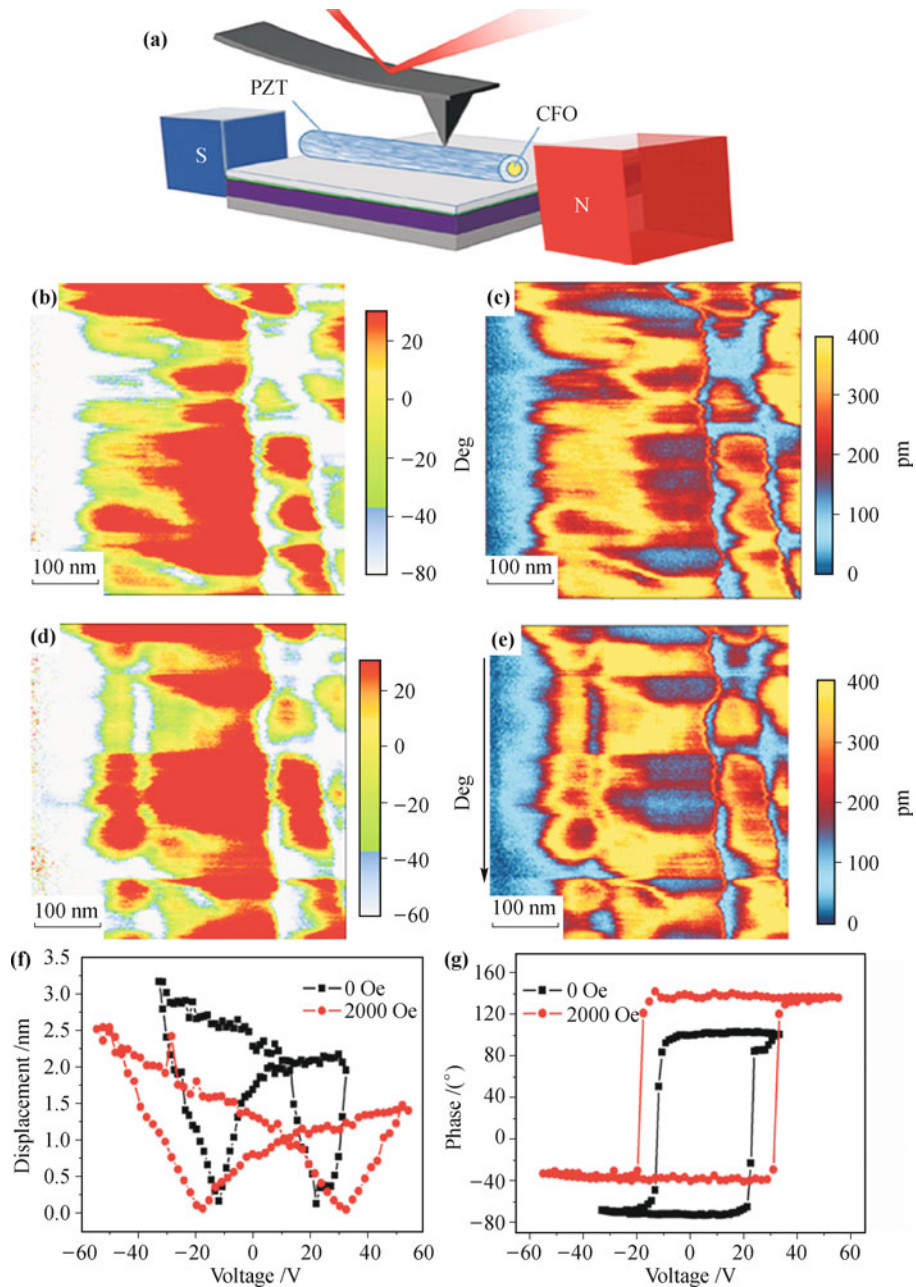 (a)
PZT
CFO
S
N
(b)
20
0
−20
−40
−80
Deg
100 nm
(c)
400
300
200
100
0
pm
100 nm
(d)
20
0
−20
−40
−60
Deg
100 nm
(e)
400
300
200
100
0
pm
100 nm
(f)
3.5
3.0
2.5
2.0
1.5
1.0
0.5
0.0
Displacement /nm
0 Oe
2000 Oe
−60 −40 −20 0 20 40 60
Voltage /V
(g)
160
120
80
40
0
−40
−80
Phase /(°)
0 Oe
2000 Oe
−60 −40 −20 0 20 40 60
Voltage /V